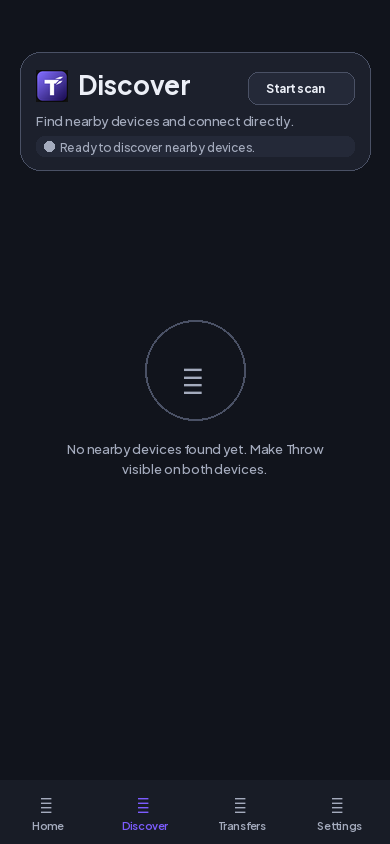 Discover
Start scan
Find nearby devices and connect directly.
Ready to discover nearby devices.
No nearby devices found yet. Make Throw
visible on both devices.
Home
Discover
Transfers
Settings